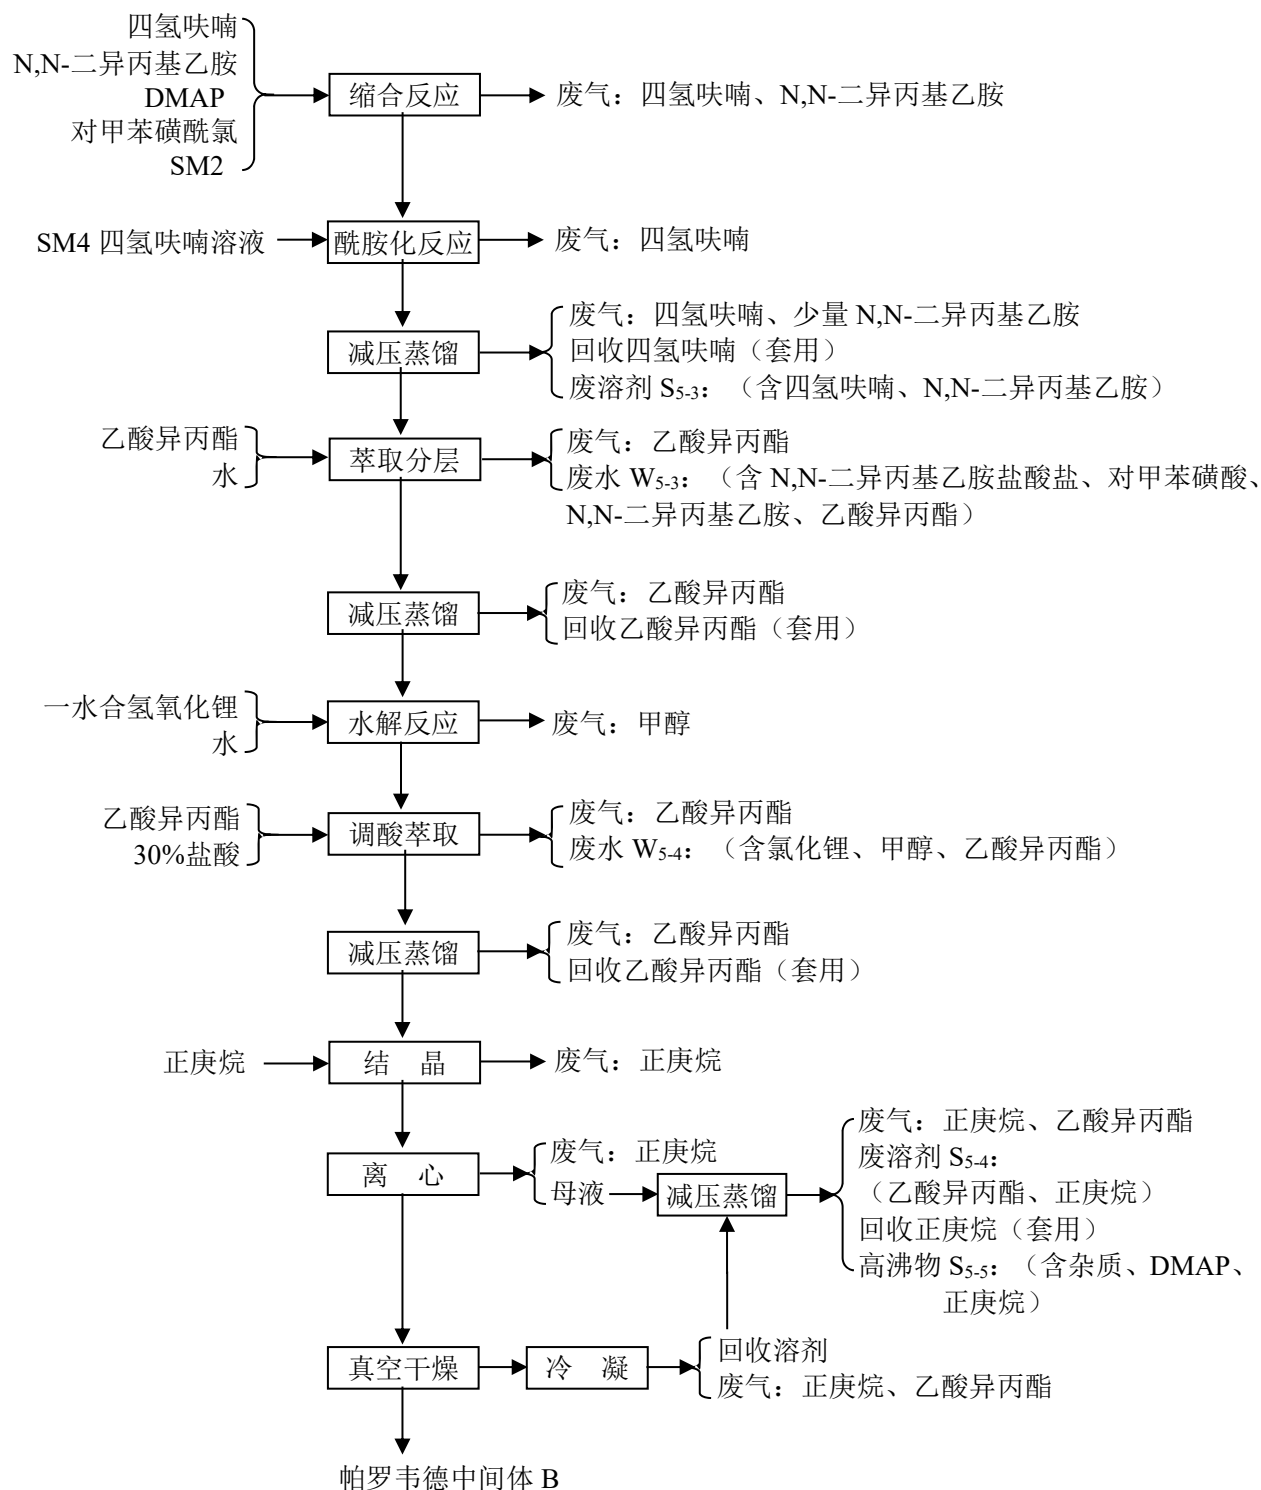 四氢呋喃
N,N-二异丙基乙胺
DMAP
对甲苯磺酰氯
SM2
缩合反应
废气：四氢呋喃、N,N-二异丙基乙胺
SM4 四氢呋喃溶液
酰胺化反应
废气：四氢呋喃
减压蒸馏
废气：四氢呋喃、少量 N,N-二异丙基乙胺
回收四氢呋喃（套用）
废溶剂 S5-3：（含四氢呋喃、N,N-二异丙基乙胺）
乙酸异丙酯
水
萃取分层
废气：乙酸异丙酯
废水 W5-3：（含 N,N-二异丙基乙胺盐酸盐、对甲苯磺酸、
N,N-二异丙基乙胺、乙酸异丙酯）
减压蒸馏
废气：乙酸异丙酯
回收乙酸异丙酯（套用）
一水合氢氧化锂
水
水解反应
废气：甲醇
乙酸异丙酯
30%盐酸
调酸萃取
废气：乙酸异丙酯
废水 W5-4：（含氯化锂、甲醇、乙酸异丙酯）
减压蒸馏
废气：乙酸异丙酯
回收乙酸异丙酯（套用）
正庚烷
结 晶
废气：正庚烷
离 心
废气：正庚烷
母液
减压蒸馏
废气：正庚烷、乙酸异丙酯
废溶剂 S5-4：
（乙酸异丙酯、正庚烷）
回收正庚烷（套用）
高沸物 S5-5：（含杂质、DMAP、
正庚烷）
真空干燥
冷 凝
回收溶剂
废气：正庚烷、乙酸异丙酯
帕罗韦德中间体 B